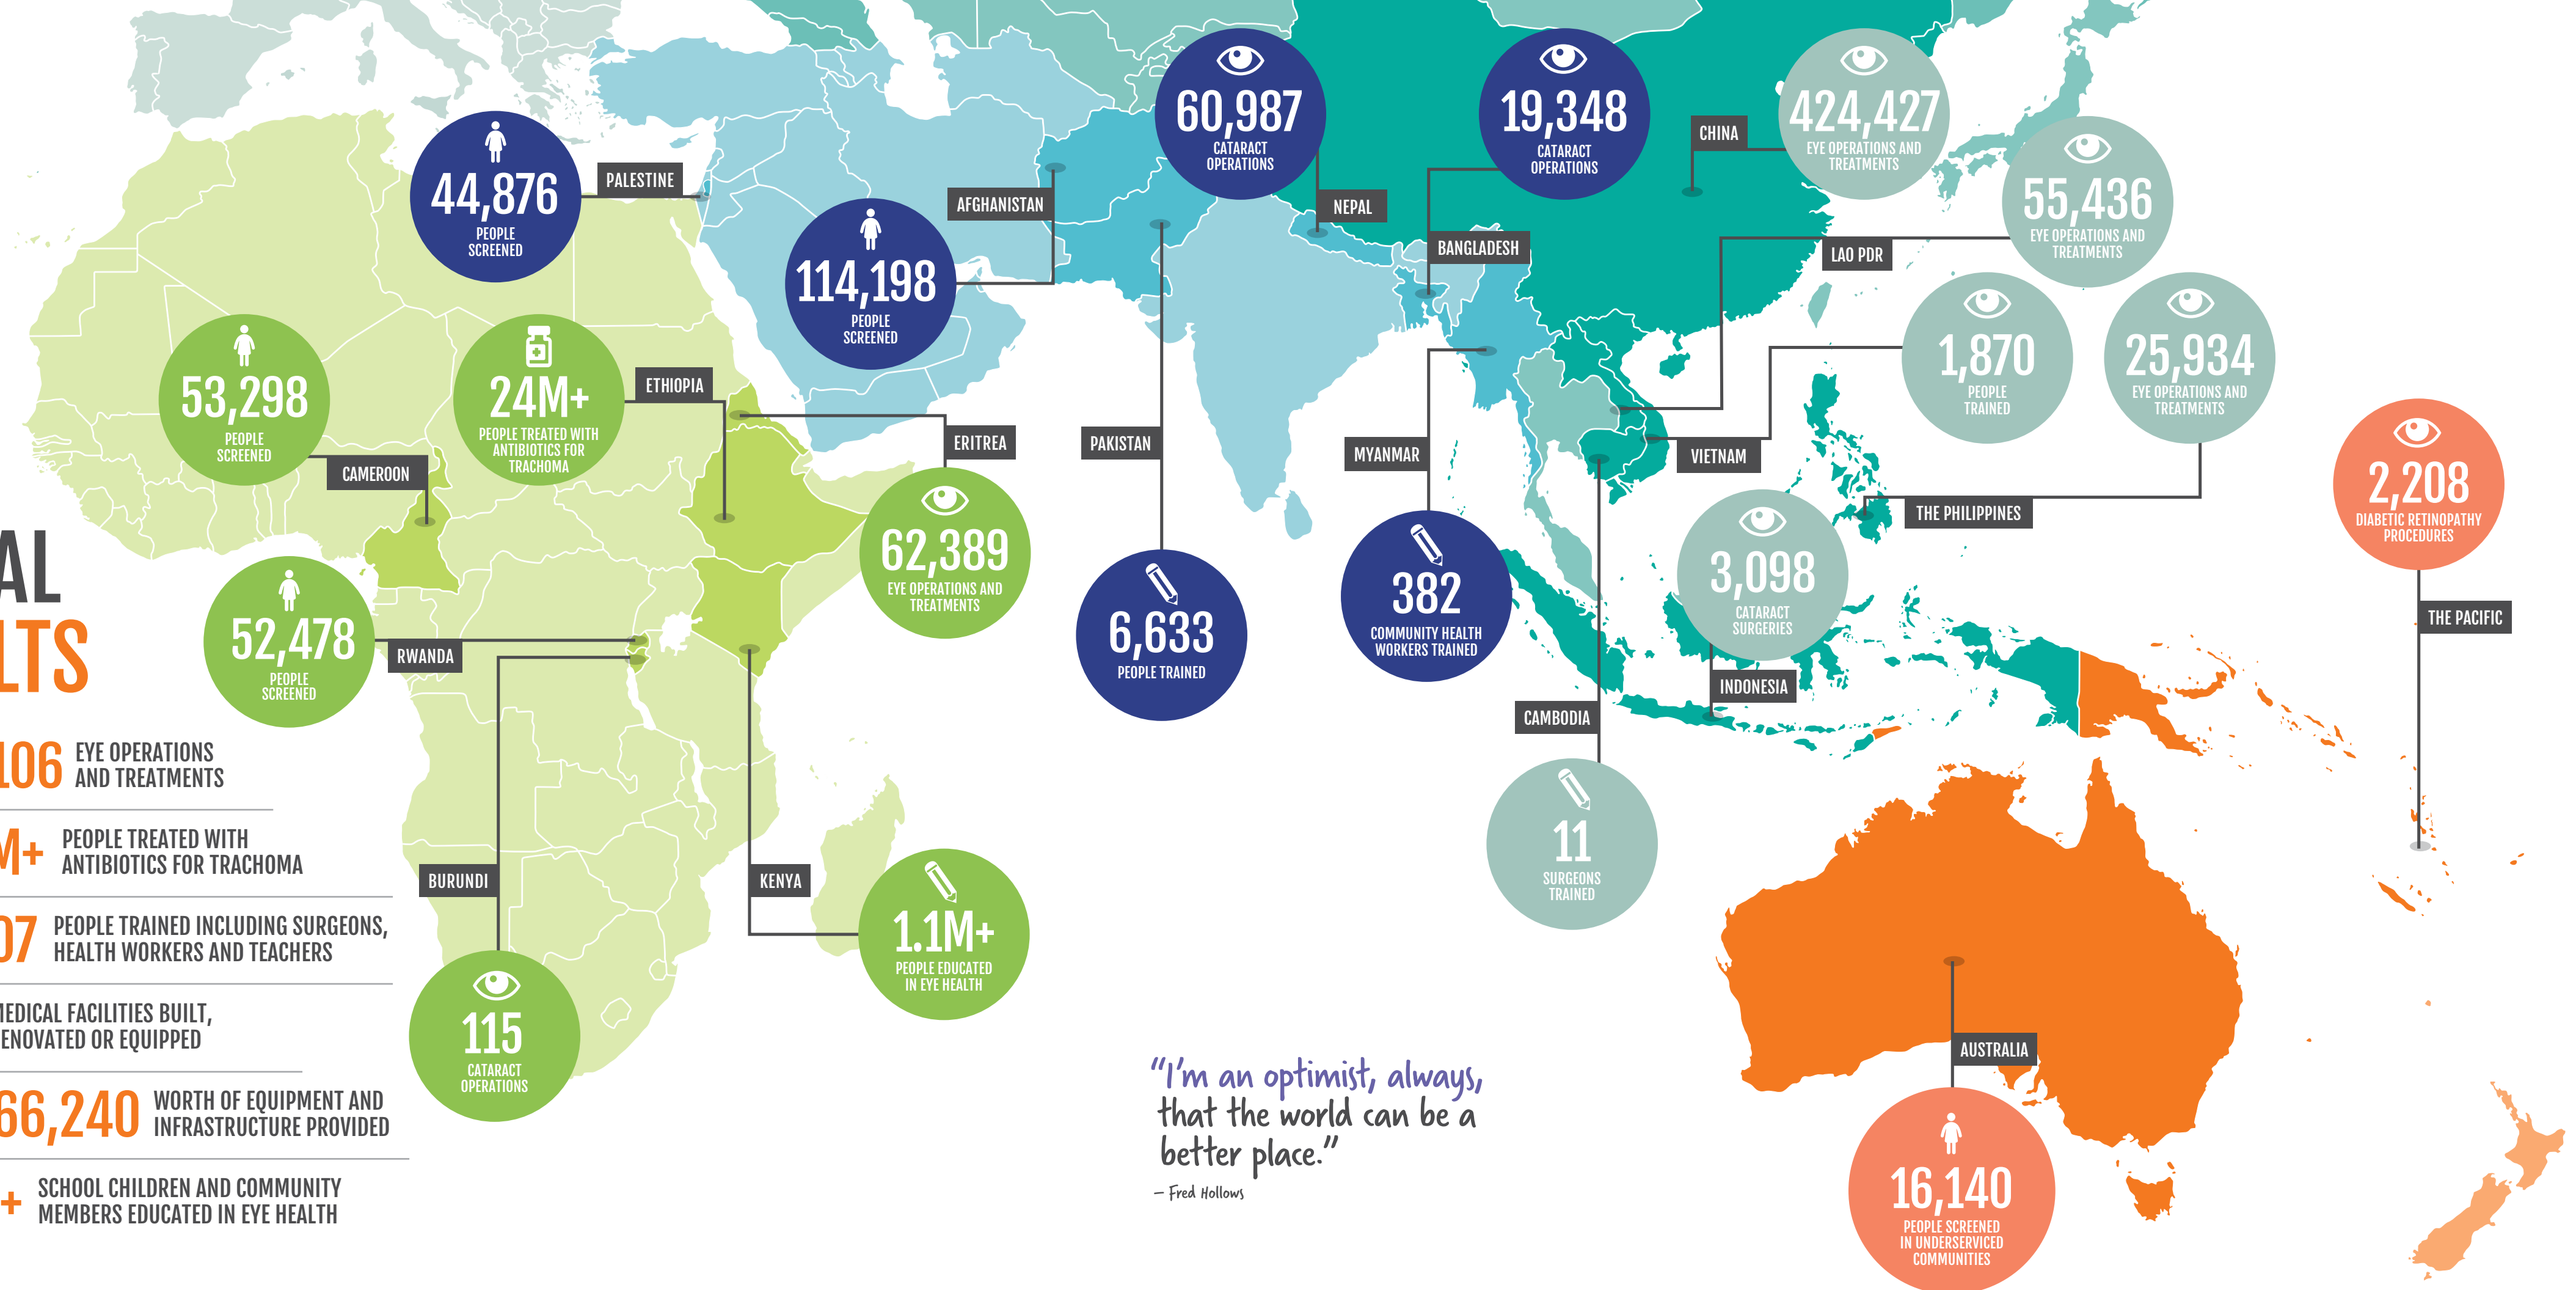 44,876
PEOPLE
SCREENED
PALESTINE
114,198
PEOPLE
SCREENED
AFGHANISTAN
60,987
CATARACT
OPERATIONS
NEPAL
19,348
CATARACT
OPERATIONS
BANGLADESH
CHINA
424,427
EYE OPERATIONS AND
TREATMENTS
55,436
EYE OPERATIONS AND
TREATMENTS
LAO PDR
1,870
PEOPLE
TRAINED
VIETNAM
25,934
EYE OPERATIONS AND
TREATMENTS
THE PHILIPPINES
53,298
PEOPLE
SCREENED
CAMEROON
24M+
PEOPLE TREATED WITH
ANTIBIOTICS FOR
TRACHOMA
ETHIOPIA
ERITREA
62,389
EYE OPERATIONS AND
TREATMENTS
PAKISTAN
6,633
PEOPLE TRAINED
MYANMAR
382
COMMUNITY HEALTH
WORKERS TRAINED
3,098
CATARACT
SURGERIES
INDONESIA
CAMBODIA
11
SURGEONS
TRAINED
2,208
DIABETIC RETINOPATHY
PROCEDURES
THE PACIFIC
52,478
PEOPLE
SCREENED
RWANDA
BURUNDI
115
CATARACT
OPERATIONS
KENYA
1.1M+
PEOPLE EDUCATED
IN EYE HEALTH
AUSTRALIA
16,140
PEOPLE SCREENED
IN UNDERSERVICED
COMMUNITIES
AL
LTS
106 EYE OPERATIONS
AND TREATMENTS
M+ PEOPLE TREATED WITH
ANTIBIOTICS FOR TRACHOMA
07 PEOPLE TRAINED INCLUDING SURGEONS,
HEALTH WORKERS AND TEACHERS
MEDICAL FACILITIES BUILT,
ENOVATED OR EQUIPPED
66,240 WORTH OF EQUIPMENT AND
INFRASTRUCTURE PROVIDED
+ SCHOOL CHILDREN AND COMMUNITY
MEMBERS EDUCATED IN EYE HEALTH
“I’m an optimist, always,
that the world can be a
better place.”
– Fred Hollows